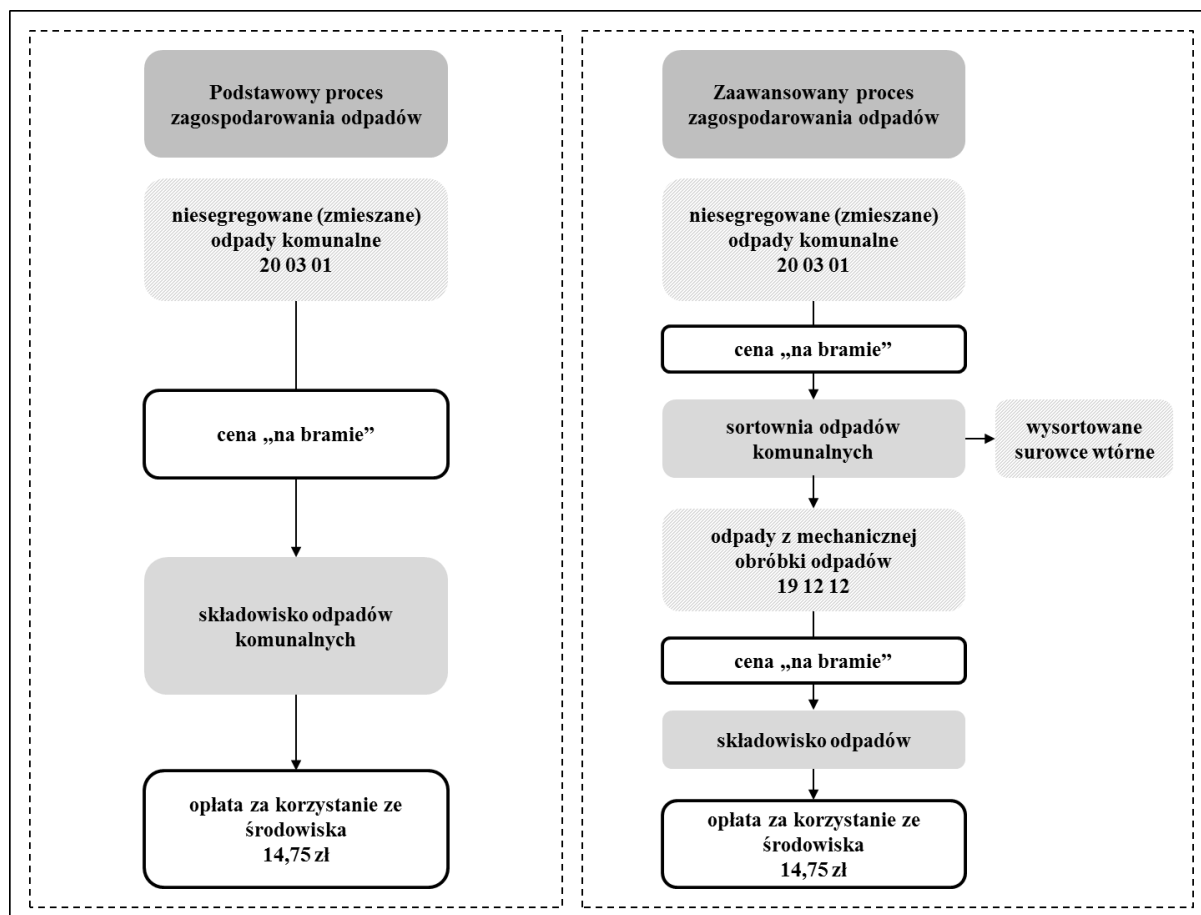 Podstawowy proces
zagospodarowania odpadów
niesegregowane (zmieszane)
odpady komunalne
20 03 01
cena „na bramie”
składowisko odpadów
komunalnych
opłata za korzystanie ze
środowiska
14,75 zł
Zaawansowany proces
zagospodarowania odpadów
niesegregowane (zmieszane)
odpady komunalne
20 03 01
cena „na bramie”
sortownia odpadów
komunalnych
wysortowane
surowce wtórne
odpady z mechanicznej
obróbki odpadów
19 12 12
cena „na bramie”
składowisko odpadów
opłata za korzystanie ze
środowiska
14,75 zł